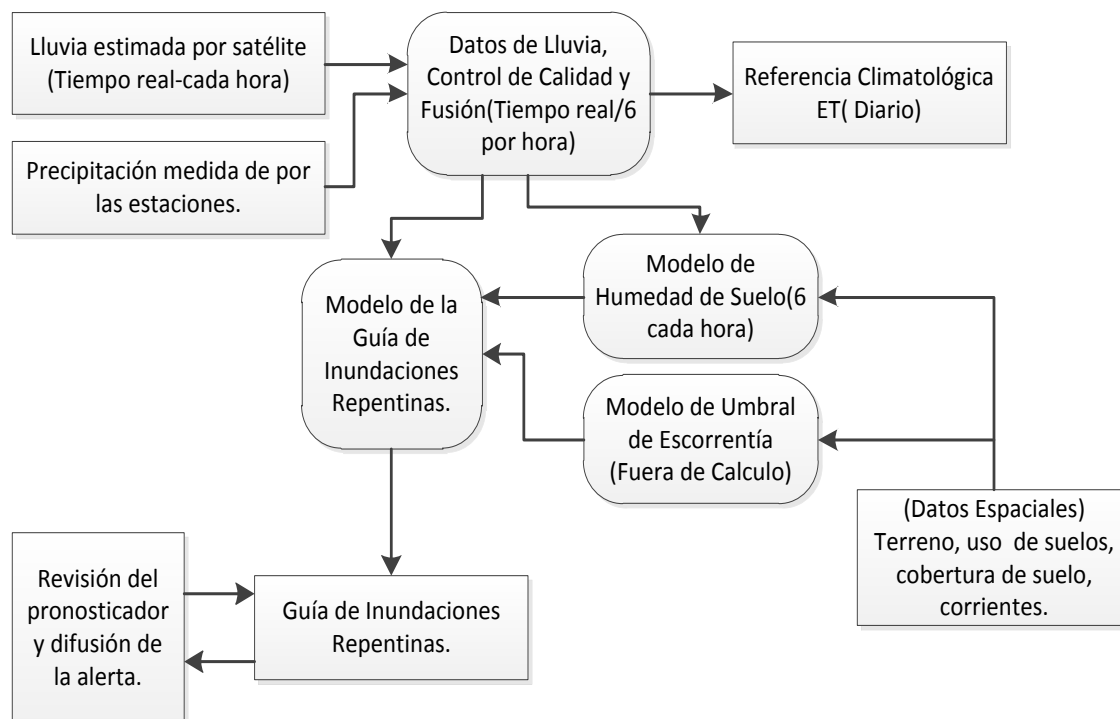 Lluvia estimada por satélite
(Tiempo real-cada hora)
Datos de Lluvia,
Control de Calidad y
Fusión(Tiempo real/6
por hora)
Referencia Climatológica
ET( Diario)
Precipitación medida de por
las estaciones.
Modelo de la
Guía de
Inundaciones
Repentinas.
Modelo de
Humedad de Suelo(6
cada hora)
Modelo de Umbral
de Escorrentía
(Fuera de Calculo)
(Datos Espaciales)
Terreno, uso de suelos,
cobertura de suelo,
corrientes.
Revisión del
pronosticador
y difusión de
la alerta.
Guía de Inundaciones
Repentinas.